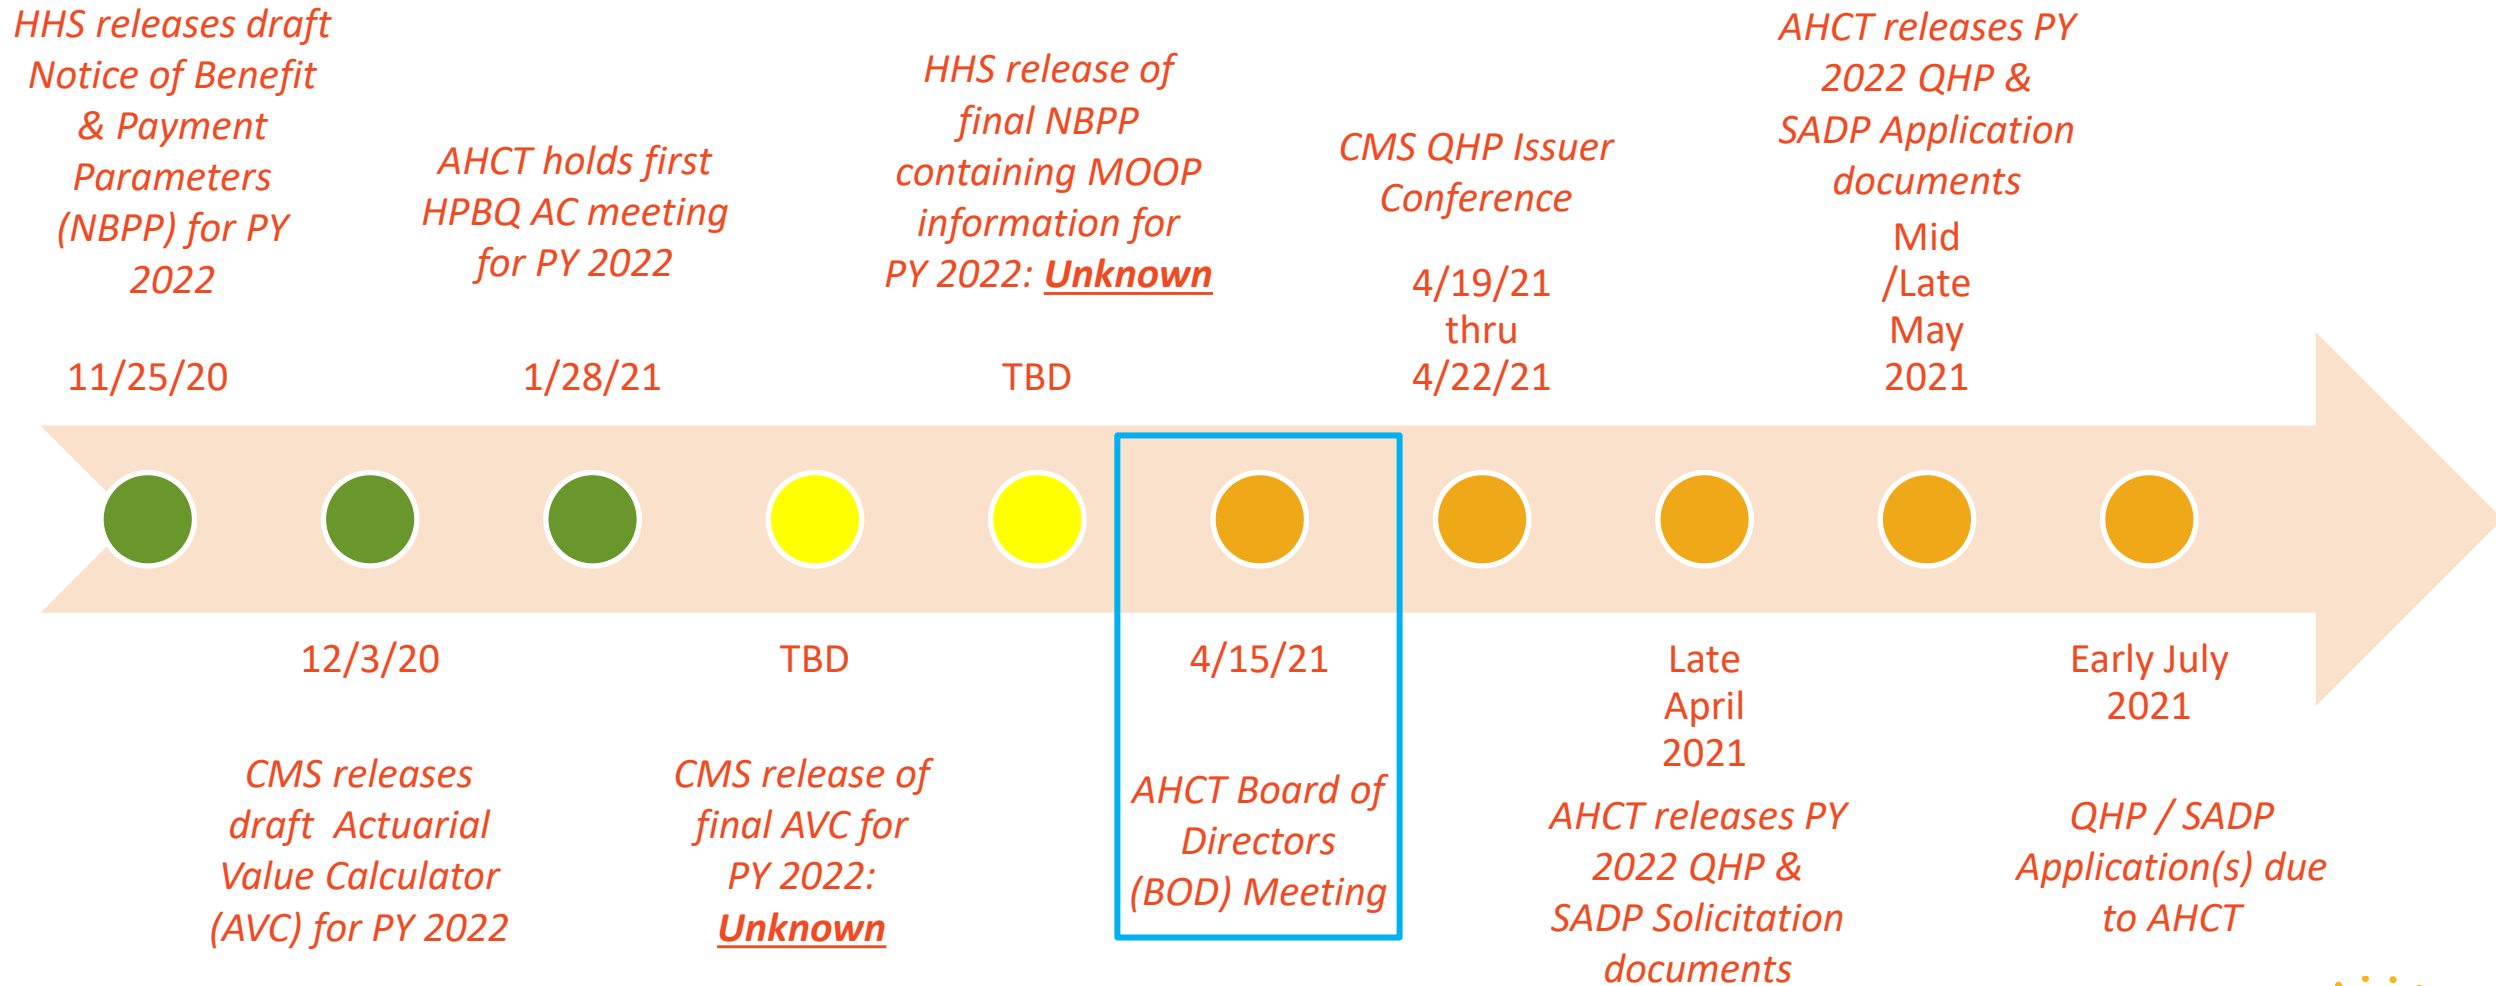 HHS releases draft
Notice of Benefit
& Payment
Parameters
(NBPP) for PY
2022
11/25/20
12/3/20
CMS releases
draft  Actuarial
Value Calculator
(AVC) for PY 2022
AHCT holds first
HPBQ AC meeting
for PY 2022
1/28/21
TBD
CMS release of
final AVC for
PY 2022:
Unknown
HHS release of
final NBPP
containing MOOP
information for
PY 2022: Unknown
TBD
4/15/21
AHCT Board of
Directors
(BOD) Meeting
CMS QHP Issuer
Conference
4/19/21
thru
4/22/21
Late
April
2021
AHCT releases PY
2022 QHP &
SADP Solicitation
documents
AHCT releases PY
2022 QHP &
SADP Application
documents
Mid
/Late
May
2021
Early July
2021
QHP / SADP
Application(s) due
to AHCT